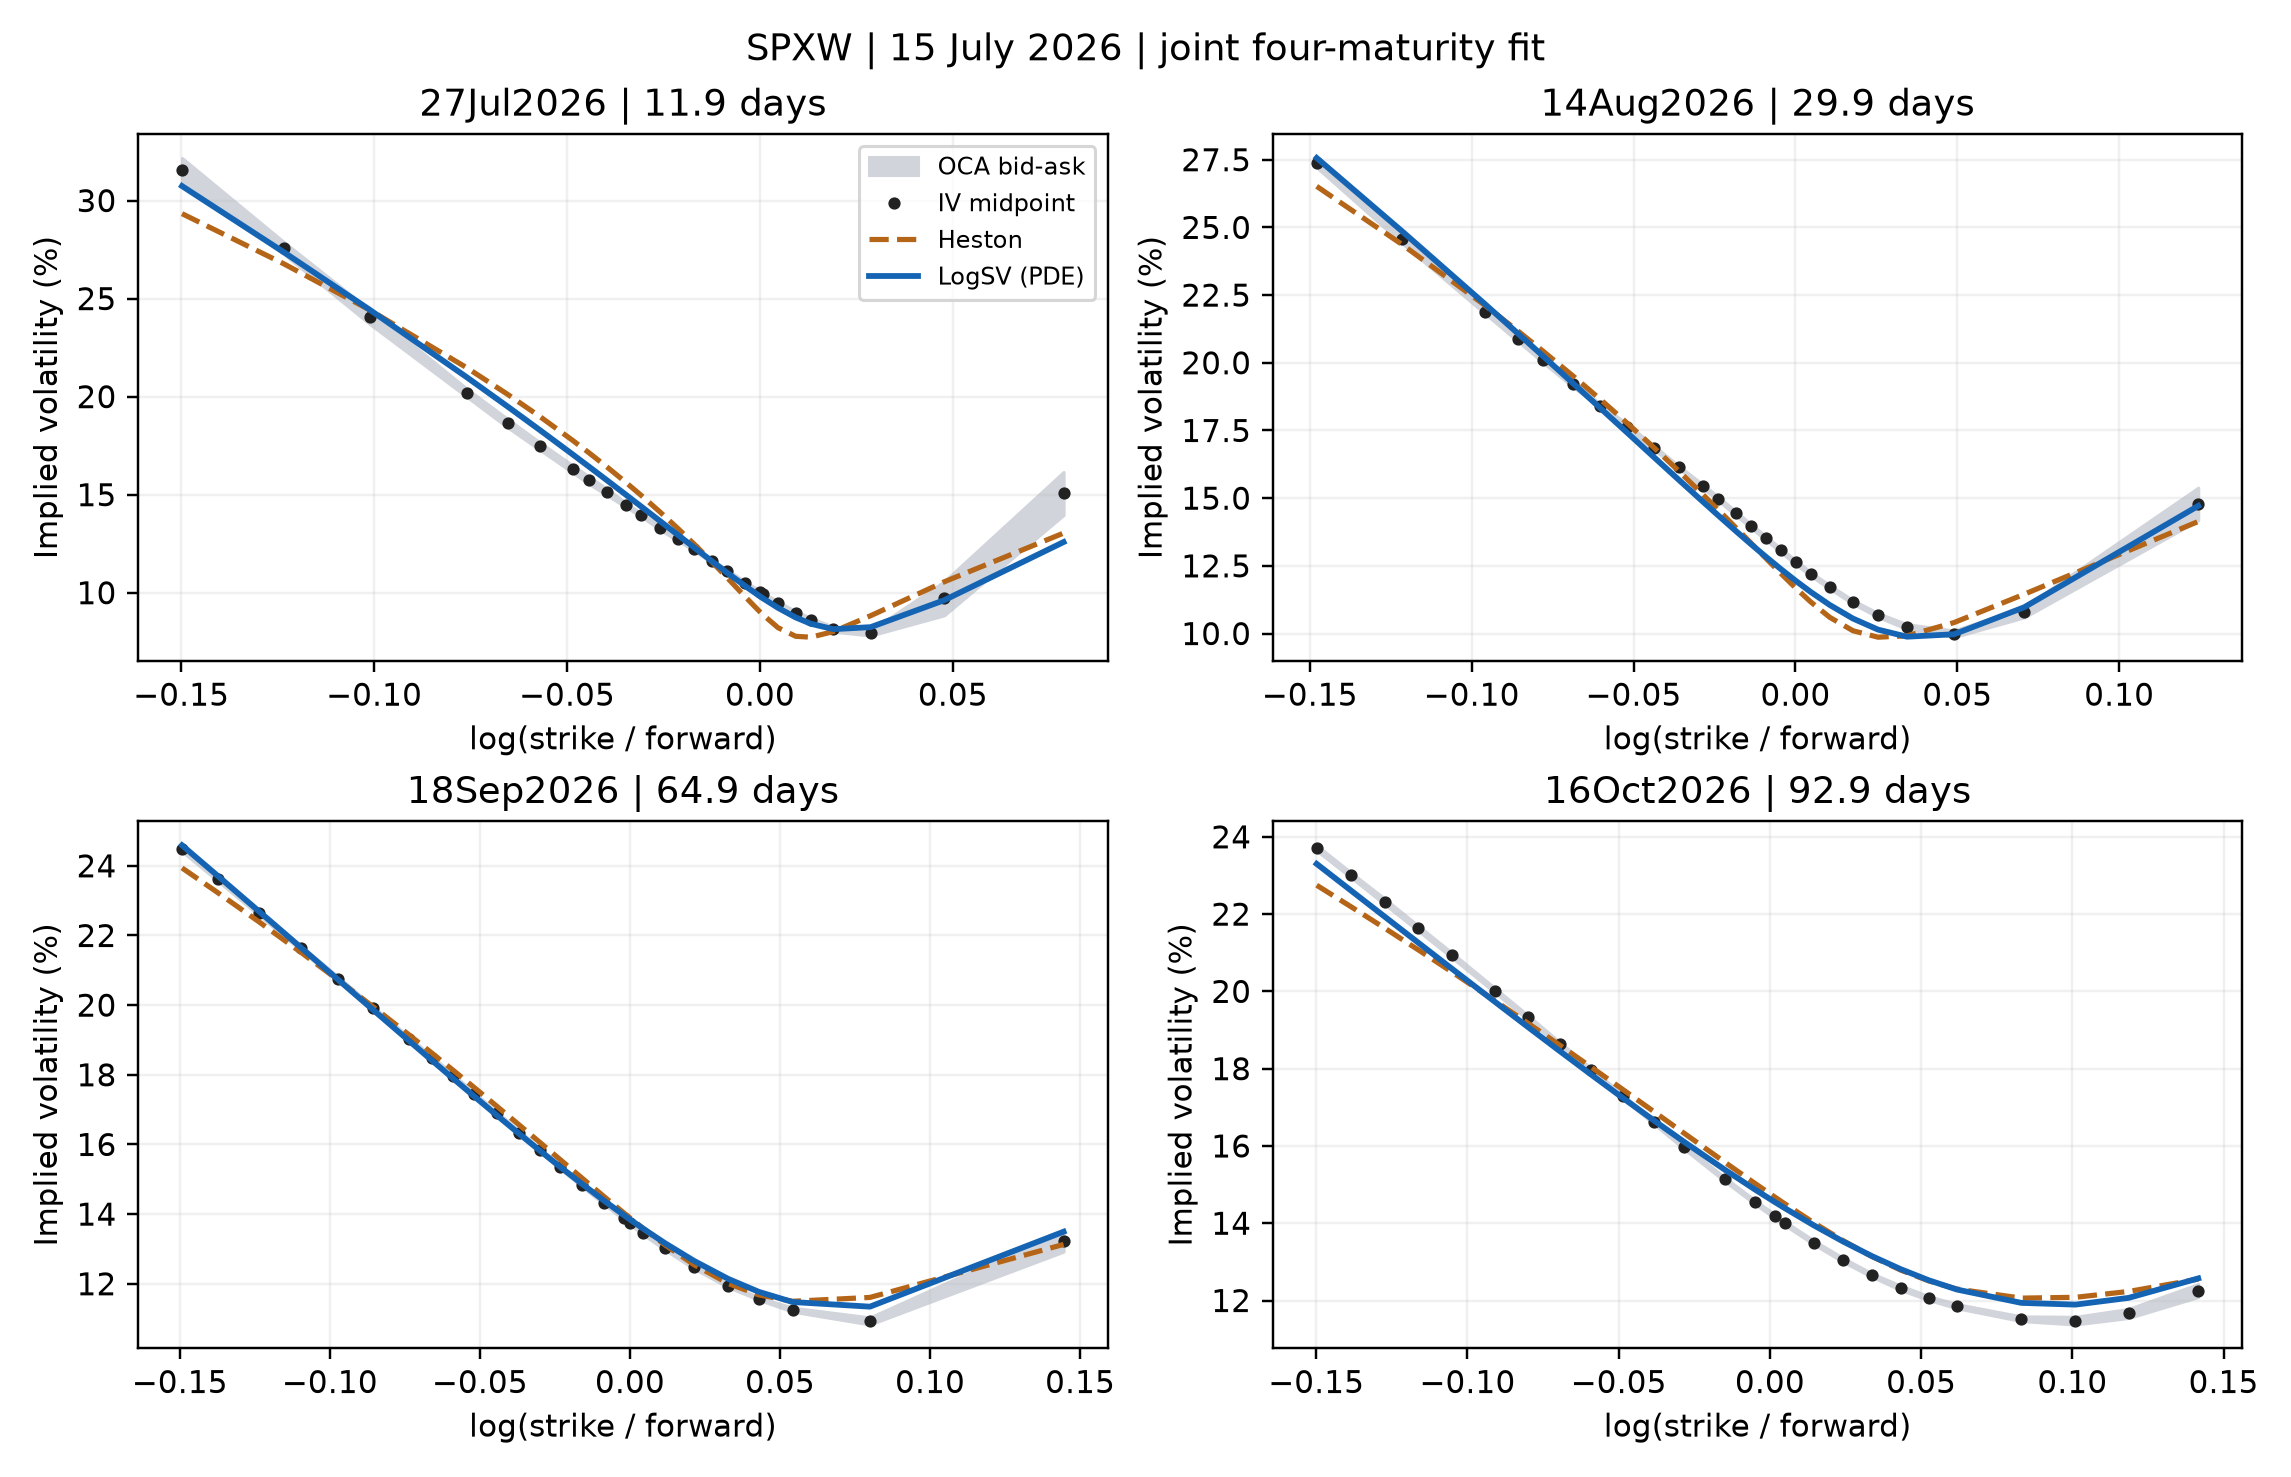 SPXW | 15 July 2026 | joint four-maturity fit
27Jul2026 | 11.9 days
Implied volatility (%)
30
25
20
15
10
OCA bid-ask
IV midpoint
Heston
LogSV (PDE)
−0.15 −0.10 −0.05 0.00 0.05
log(strike / forward)
14Aug2026 | 29.9 days
Implied volatility (%)
27.5
25.0
22.5
20.0
17.5
15.0
12.5
10.0
−0.15 −0.10 −0.05 0.00 0.05 0.10
log(strike / forward)
18Sep2026 | 64.9 days
Implied volatility (%)
24
22
20
18
16
14
12
−0.15 −0.10 −0.05 0.00 0.05 0.10 0.15
log(strike / forward)
16Oct2026 | 92.9 days
Implied volatility (%)
24
22
20
18
16
14
12
−0.15 −0.10 −0.05 0.00 0.05 0.10 0.15
log(strike / forward)